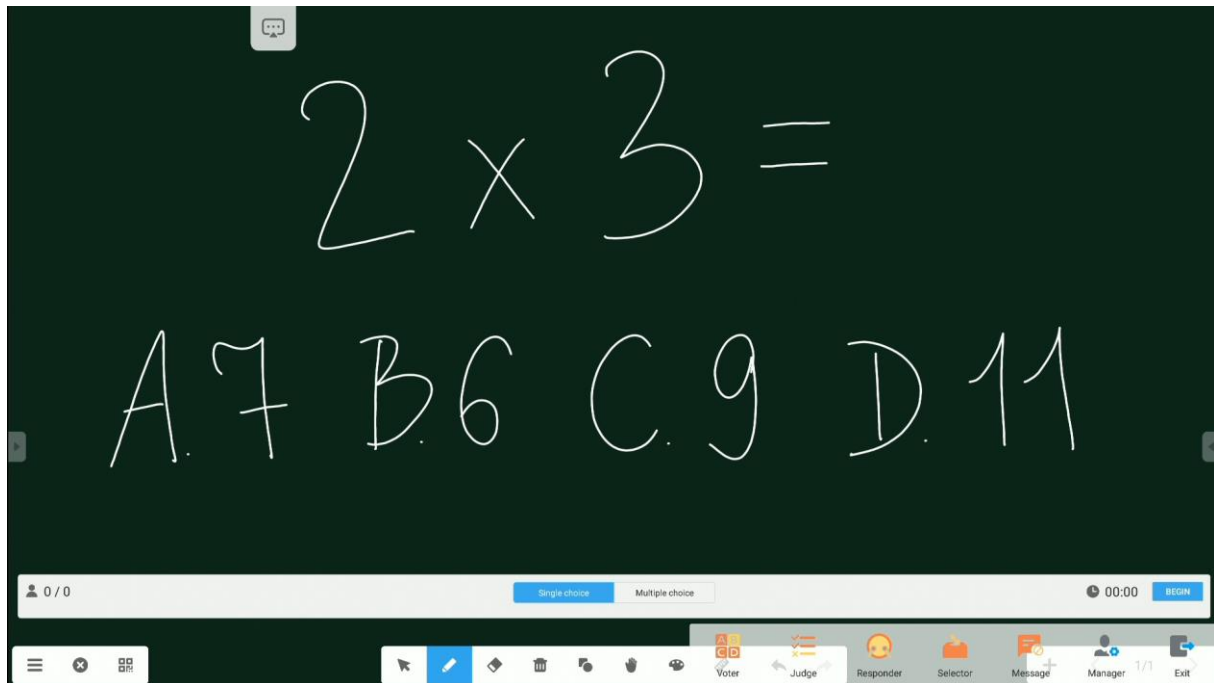 2 x 3 =
A. 7 B. 6 C. 9 D. 11
0 / 0 Single choice Multiple choice 00:00 BEGIN
Voter Judge Responder Selector Message Manager 1/1 Exit